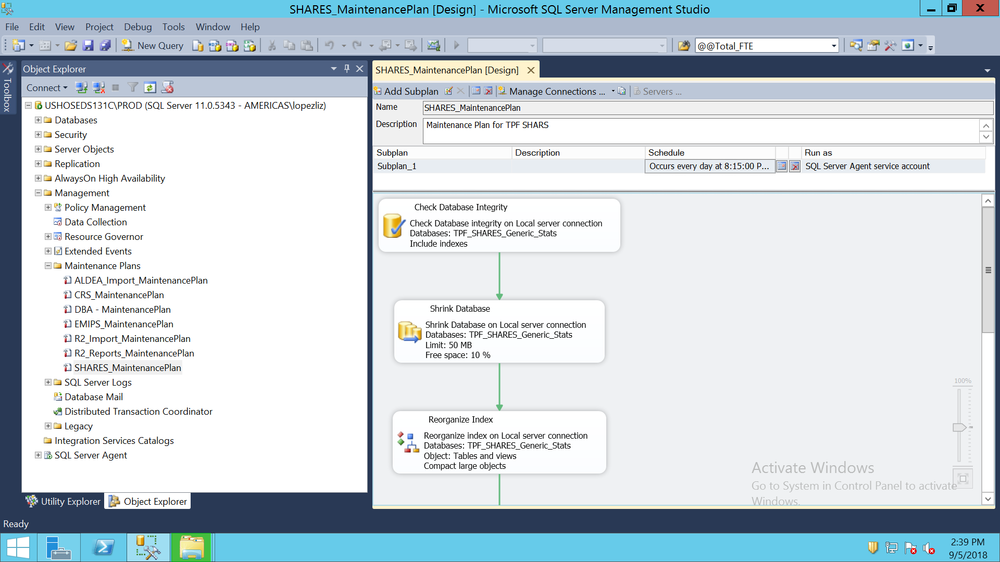 SHARES_MaintenancePlan [Design] - Microsoft SQL Server Management Studio
File Edit View Project Debug Tools Window Help
New Query
@@Total_FTE
Toolbox
Object Explorer
Connect
USHOSEDS131C\PROD (SQL Server 11.0.5343 - AMERICAS\lopezliz)
Databases
Security
Server Objects
Replication
AlwaysOn High Availability
Management
Policy Management
Data Collection
Resource Governor
Extended Events
Maintenance Plans
ALDEA_Import_MaintenancePlan
CRS_MaintenancePlan
DBA - MaintenancePlan
EMIPS_MaintenancePlan
R2_Import_MaintenancePlan
R2_Reports_MaintenancePlan
SHARES_MaintenancePlan
SQL Server Logs
Database Mail
Distributed Transaction Coordinator
Legacy
Integration Services Catalogs
SQL Server Agent
Utility Explorer
Object Explorer
SHARES_MaintenancePlan [Design]
Add Subplan Manage Connections ... Servers ...
Name SHARES_MaintenancePlan
Description Maintenance Plan for TPF SHARS
Subplan Description Schedule Run as
Subplan_1 Occurs every day at 8:15:00 P... SQL Server Agent service account
Check Database Integrity
Check Database integrity on Local server connection
Databases: TPF_SHARES_Generic_Stats
Include indexes
Shrink Database
Shrink Database on Local server connection
Databases: TPF_SHARES_Generic_Stats
Limit: 50 MB
Free space: 10 %
Reorganize Index
Reorganize index on Local server connection
Databases: TPF_SHARES_Generic_Stats
Object: Tables and views
Compact large objects
100%
Activate Windows
Go to System in Control Panel to activate
Windows.
Ready
2:39 PM
9/5/2018